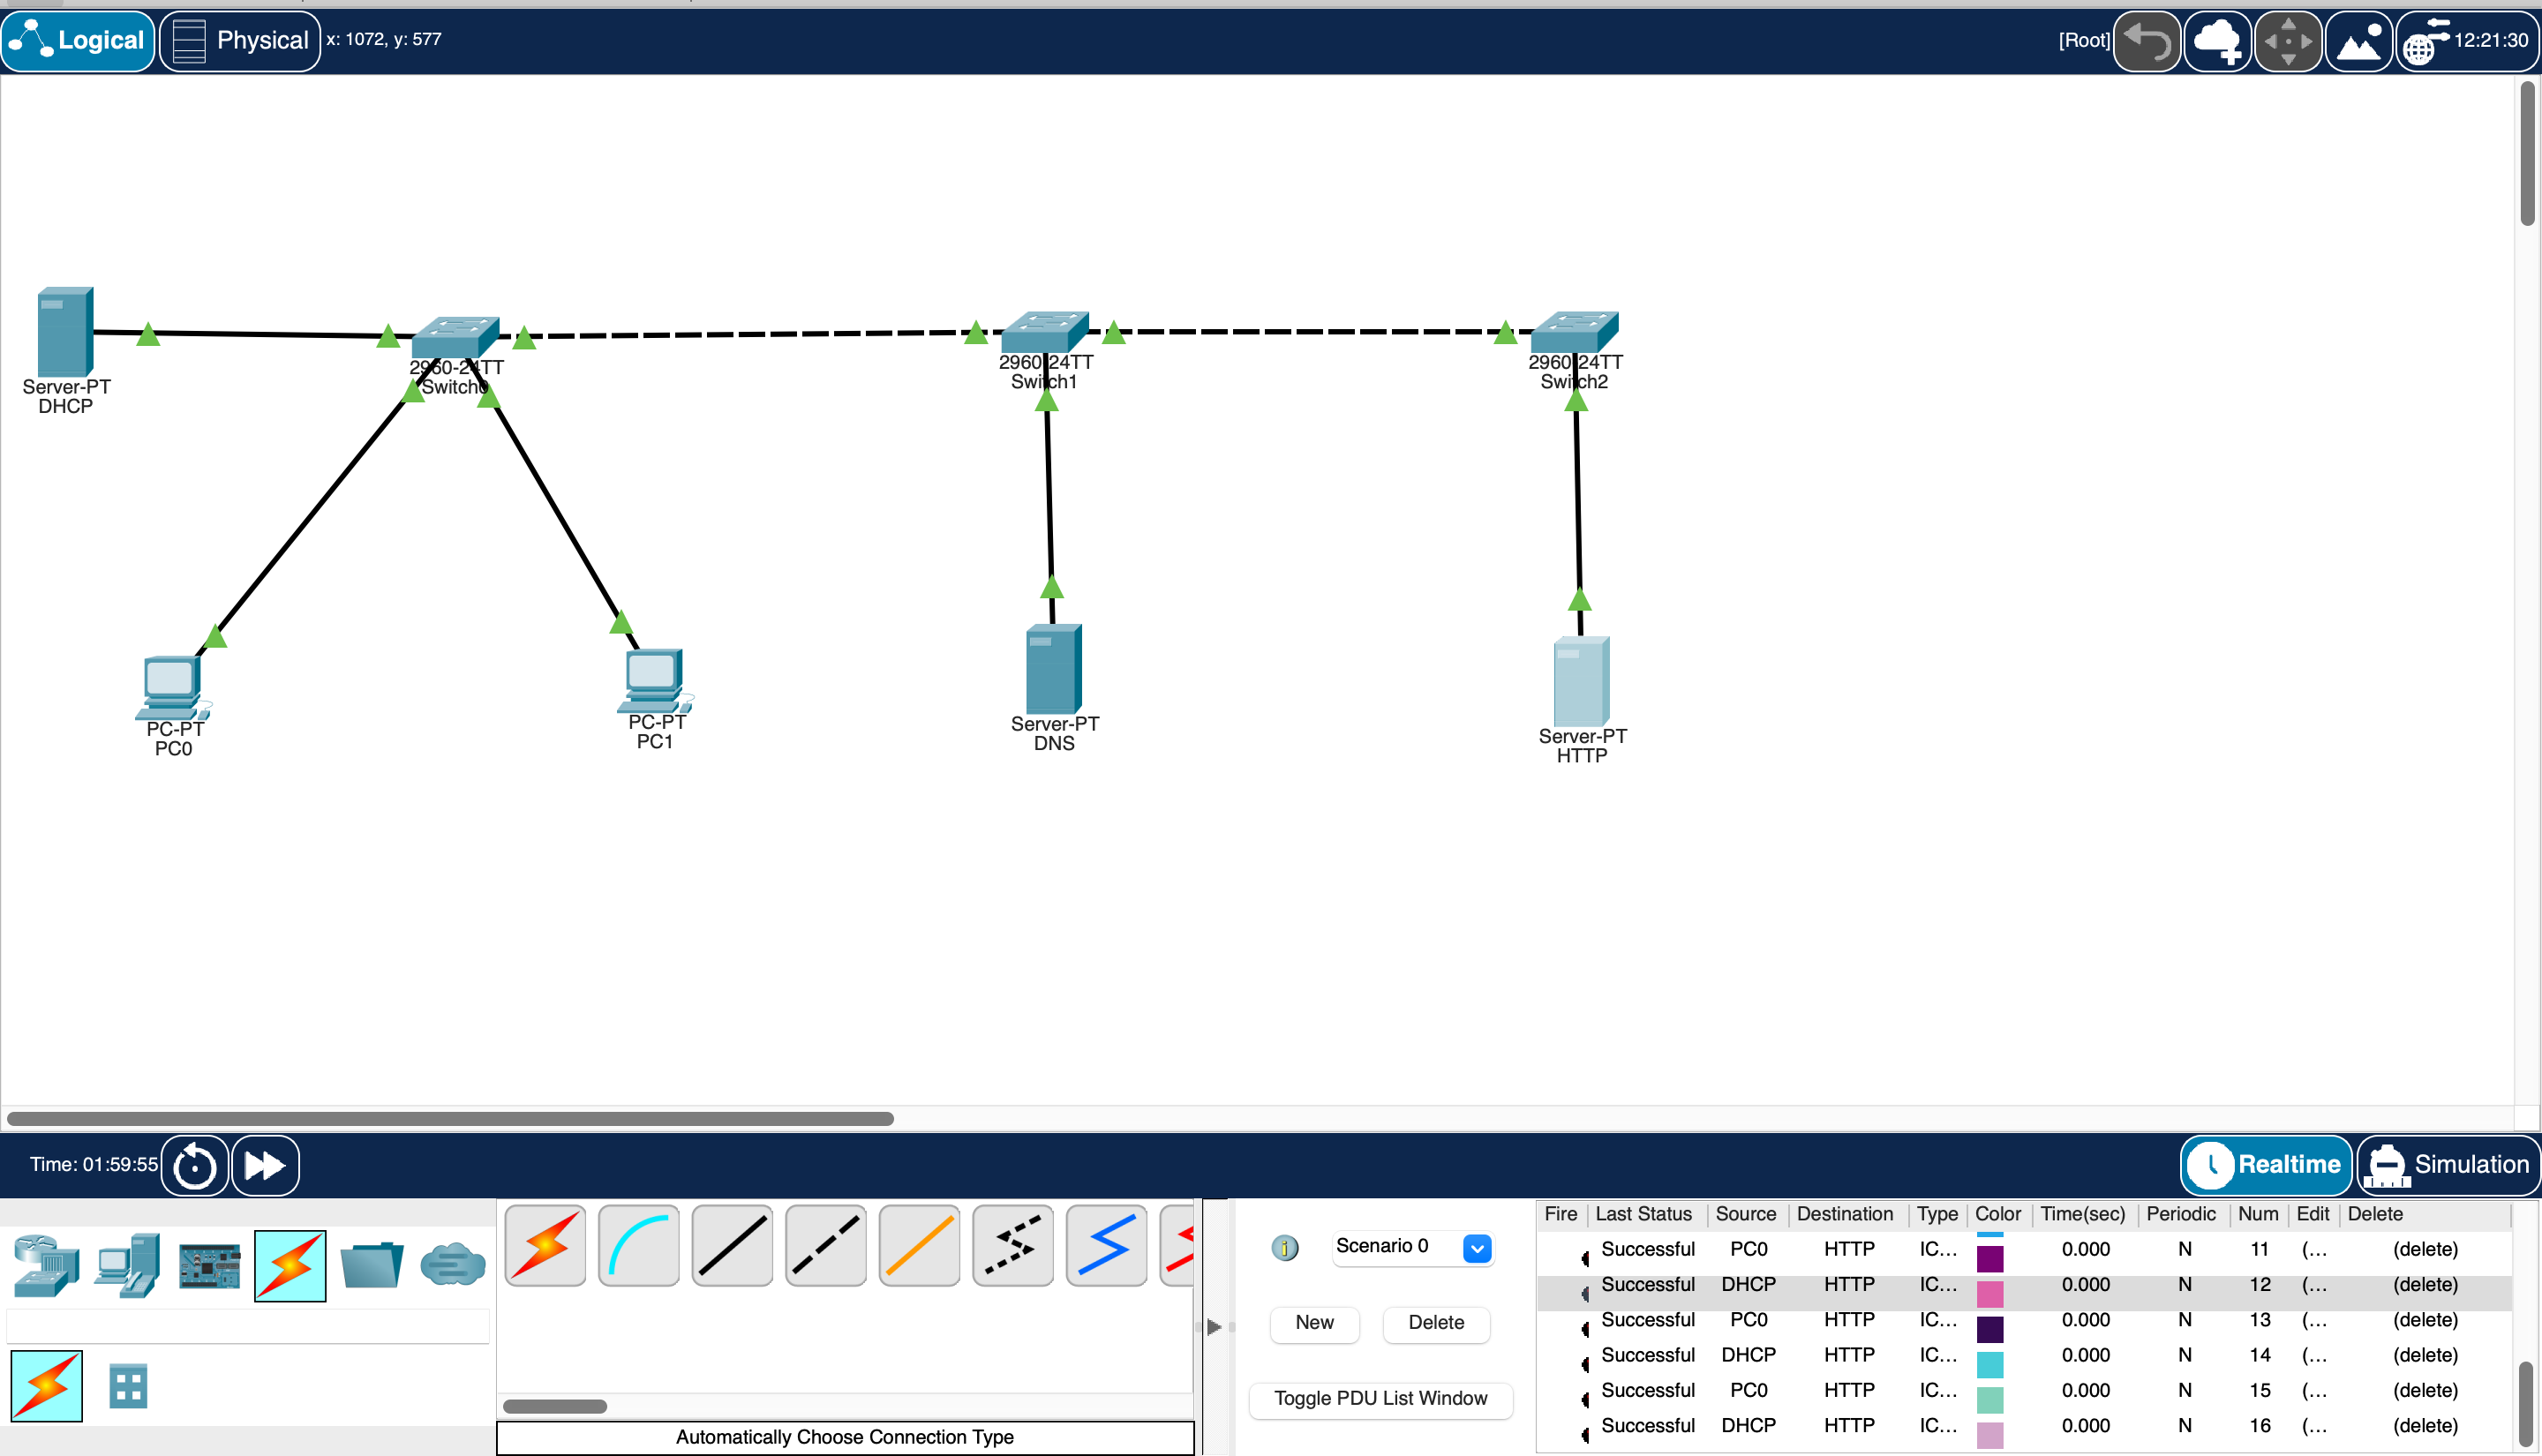 Logical
Physical
x: 1072, y: 577
[Root]
12:21:30
Server-PT
DHCP
2960-24TT
Switch0
2960-24TT
Switch1
2960-24TT
Switch2
PC-PT
PC0
PC-PT
PC1
Server-PT
DNS
Server-PT
HTTP
Time: 01:59:55
Realtime
Simulation
Scenario 0
New
Delete
Toggle PDU List Window
Automatically Choose Connection Type
Fire Last Status Source Destination Type Color Time(sec) Periodic Num Edit Delete
Successful PC0 HTTP IC... 0.000 N 11 (... (delete)
Successful DHCP HTTP IC... 0.000 N 12 (... (delete)
Successful PC0 HTTP IC... 0.000 N 13 (... (delete)
Successful DHCP HTTP IC... 0.000 N 14 (... (delete)
Successful PC0 HTTP IC... 0.000 N 15 (... (delete)
Successful DHCP HTTP IC... 0.000 N 16 (... (delete)